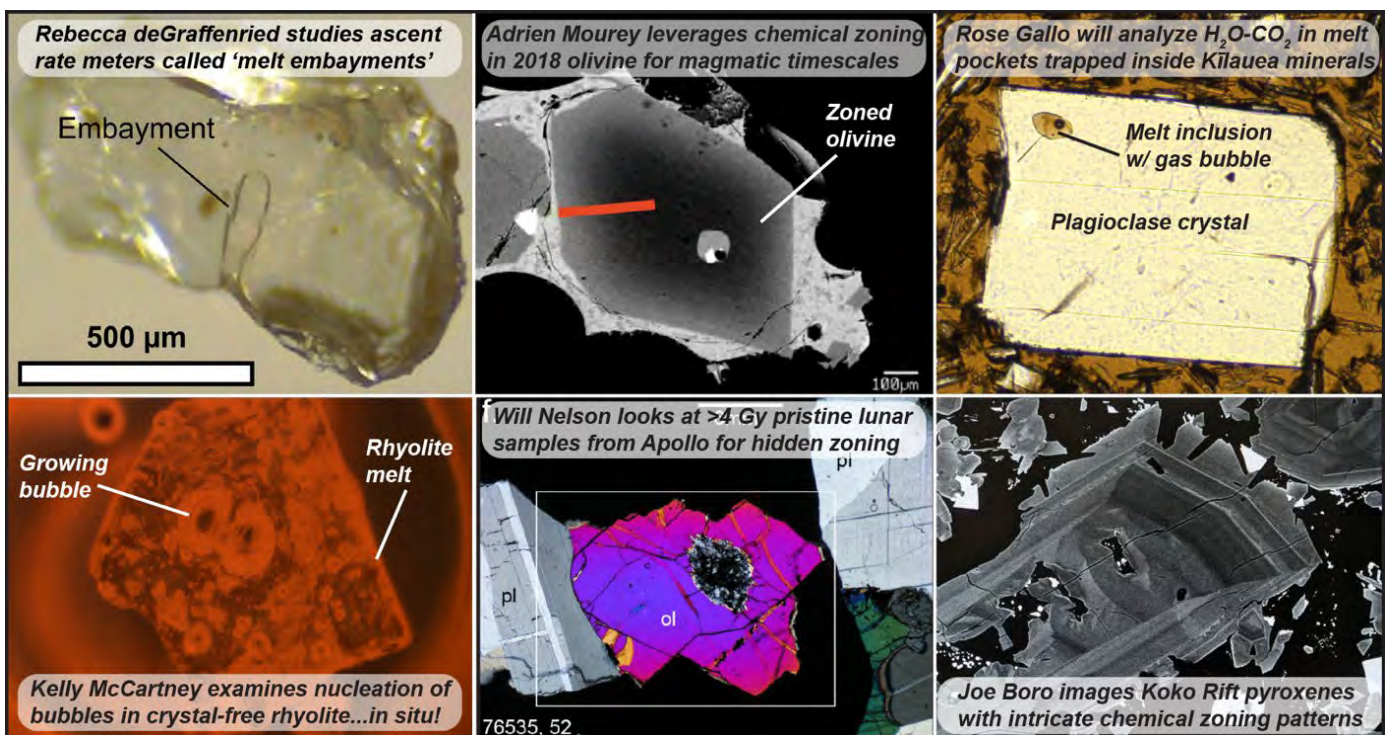 Rebecca deGraffenried studies ascent
rate meters called ‘melt embayments’
Embayment
500 µm
Adrien Mourey leverages chemical zoning
in 2018 olivine for magmatic timescales
Zoned
olivine
100µm
Rose Gallo will analyze H₂O-CO₂ in melt
pockets trapped inside Kīlauea minerals
Melt inclusion
w/ gas bubble
Plagioclase crystal
Growing
bubble
Rhyolite
melt
Kelly McCartney examines nucleation of
bubbles in crystal-free rhyolite...in situ!
f
Will Nelson looks at >4 Gy pristine lunar
samples from Apollo for hidden zoning
pl
pl
ol
76535, 52
Joe Boro images Koko Rift pyroxenes
with intricate chemical zoning patterns